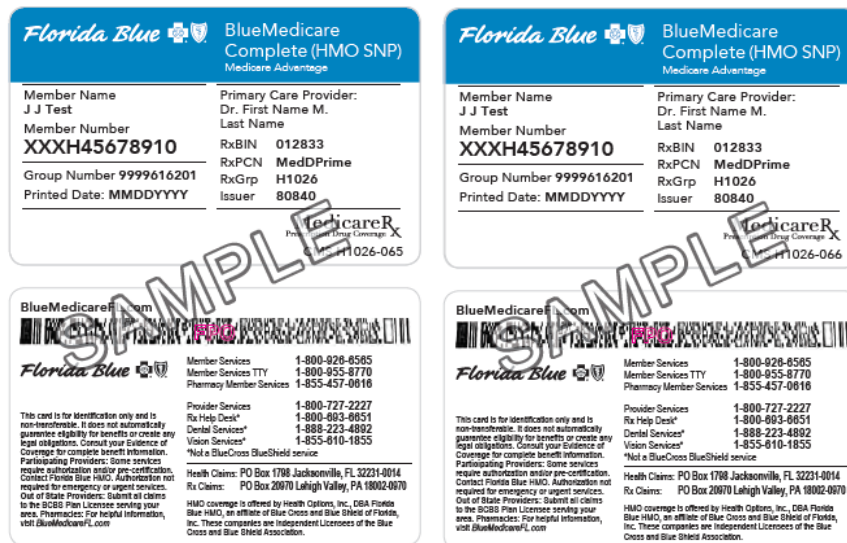 Florida Blue
BlueMedicare
Complete (HMO SNP)
Medicare Advantage
Member Name
J J Test
Member Number
XXXH45678910
Group Number 9999616201
Printed Date: MMDDYYYY
Primary Care Provider:
Dr. First Name M.
Last Name
RxBIN 012833
RxPCN MedDPrime
RxGrp H1026
Issuer 80840
MedicareRx
Prescription Drug Coverage
CMS H1026-065
SAMPLE
BlueMedicareFL.com
Florida Blue
Member Services 1-800-926-6565
Member Services TTY 1-800-955-8770
Pharmacy Member Services 1-855-457-0616
Provider Services 1-800-727-2227
Rx Help Desk* 1-800-693-6651
Dental Services* 1-888-223-4892
Vision Services* 1-855-610-1855
*Not a BlueCross BlueShield service
Health Claims: PO Box 1798 Jacksonville, FL 32231-0014
Rx Claims: PO Box 20970 Lehigh Valley, PA 18002-0970
HMO coverage is offered by Health Options, Inc., DBA Florida
Blue HMO, an affiliate of Blue Cross and Blue Shield of Florida,
Inc. These companies are Independent Licensees of the Blue
Cross and Blue Shield Association.
This card is for identification only and is
non-transferable. It does not automatically
guarantee eligibility for benefits or create any
legal obligations. Consult your Evidence of
Coverage for complete benefit information.
Participating Providers: Some services
require authorization and/or pre-certification.
Contact Florida Blue HMO. Authorization not
required for emergency or urgent services.
Out of State Providers: Submit all claims
to the BCBS Plan Licensee serving your
area. Pharmacies: For helpful information,
visit BlueMedicareFL.com
Florida Blue
BlueMedicare
Complete (HMO SNP)
Medicare Advantage
Member Name
J J Test
Member Number
XXXH45678910
Group Number 9999616201
Printed Date: MMDDYYYY
Primary Care Provider:
Dr. First Name M.
Last Name
RxBIN 012833
RxPCN MedDPrime
RxGrp H1026
Issuer 80840
MedicareRx
Prescription Drug Coverage
CMS H1026-066
SAMPLE
BlueMedicareFL.com
Florida Blue
Member Services 1-800-926-6565
Member Services TTY 1-800-955-8770
Pharmacy Member Services 1-855-457-0616
Provider Services 1-800-727-2227
Rx Help Desk* 1-800-693-6651
Dental Services* 1-888-223-4892
Vision Services* 1-855-610-1855
*Not a BlueCross BlueShield service
Health Claims: PO Box 1798 Jacksonville, FL 32231-0014
Rx Claims: PO Box 20970 Lehigh Valley, PA 18002-0970
HMO coverage is offered by Health Options, Inc., DBA Florida
Blue HMO, an affiliate of Blue Cross and Blue Shield of Florida,
Inc. These companies are Independent Licensees of the Blue
Cross and Blue Shield Association.
This card is for identification only and is
non-transferable. It does not automatically
guarantee eligibility for benefits or create any
legal obligations. Consult your Evidence of
Coverage for complete benefit information.
Participating Providers: Some services
require authorization and/or pre-certification.
Contact Florida Blue HMO. Authorization not
required for emergency or urgent services.
Out of State Providers: Submit all claims
to the BCBS Plan Licensee serving your
area. Pharmacies: For helpful information,
visit BlueMedicareFL.com